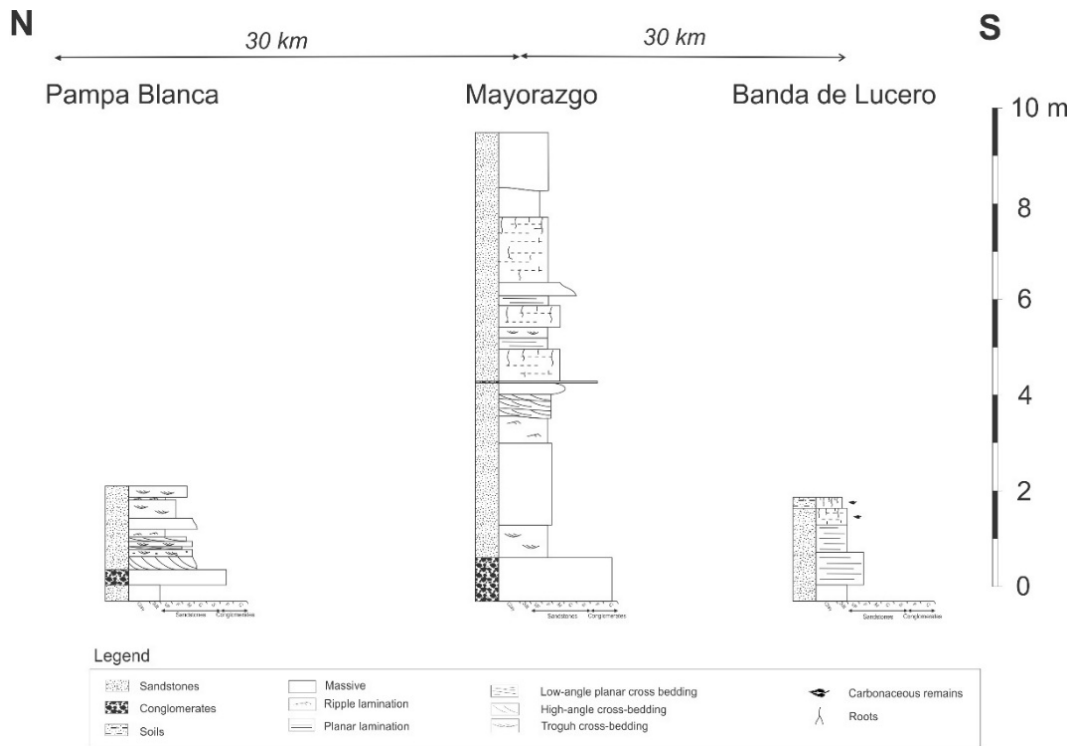 N
S
30 km
30 km
Pampa Blanca
Mayorazgo
Banda de Lucero
10 m
8
6
4
2
0
Sandstones
Conglomerates
Sandstones
Conglomerates
Sandstones
Conglomerates
Legend
Sandstones
Conglomerates
Soils
Massive
Ripple lamination
Planar lamination
Low-angle planar cross bedding
High-angle cross-bedding
Troguh cross-bedding
Carbonaceous remains
Roots